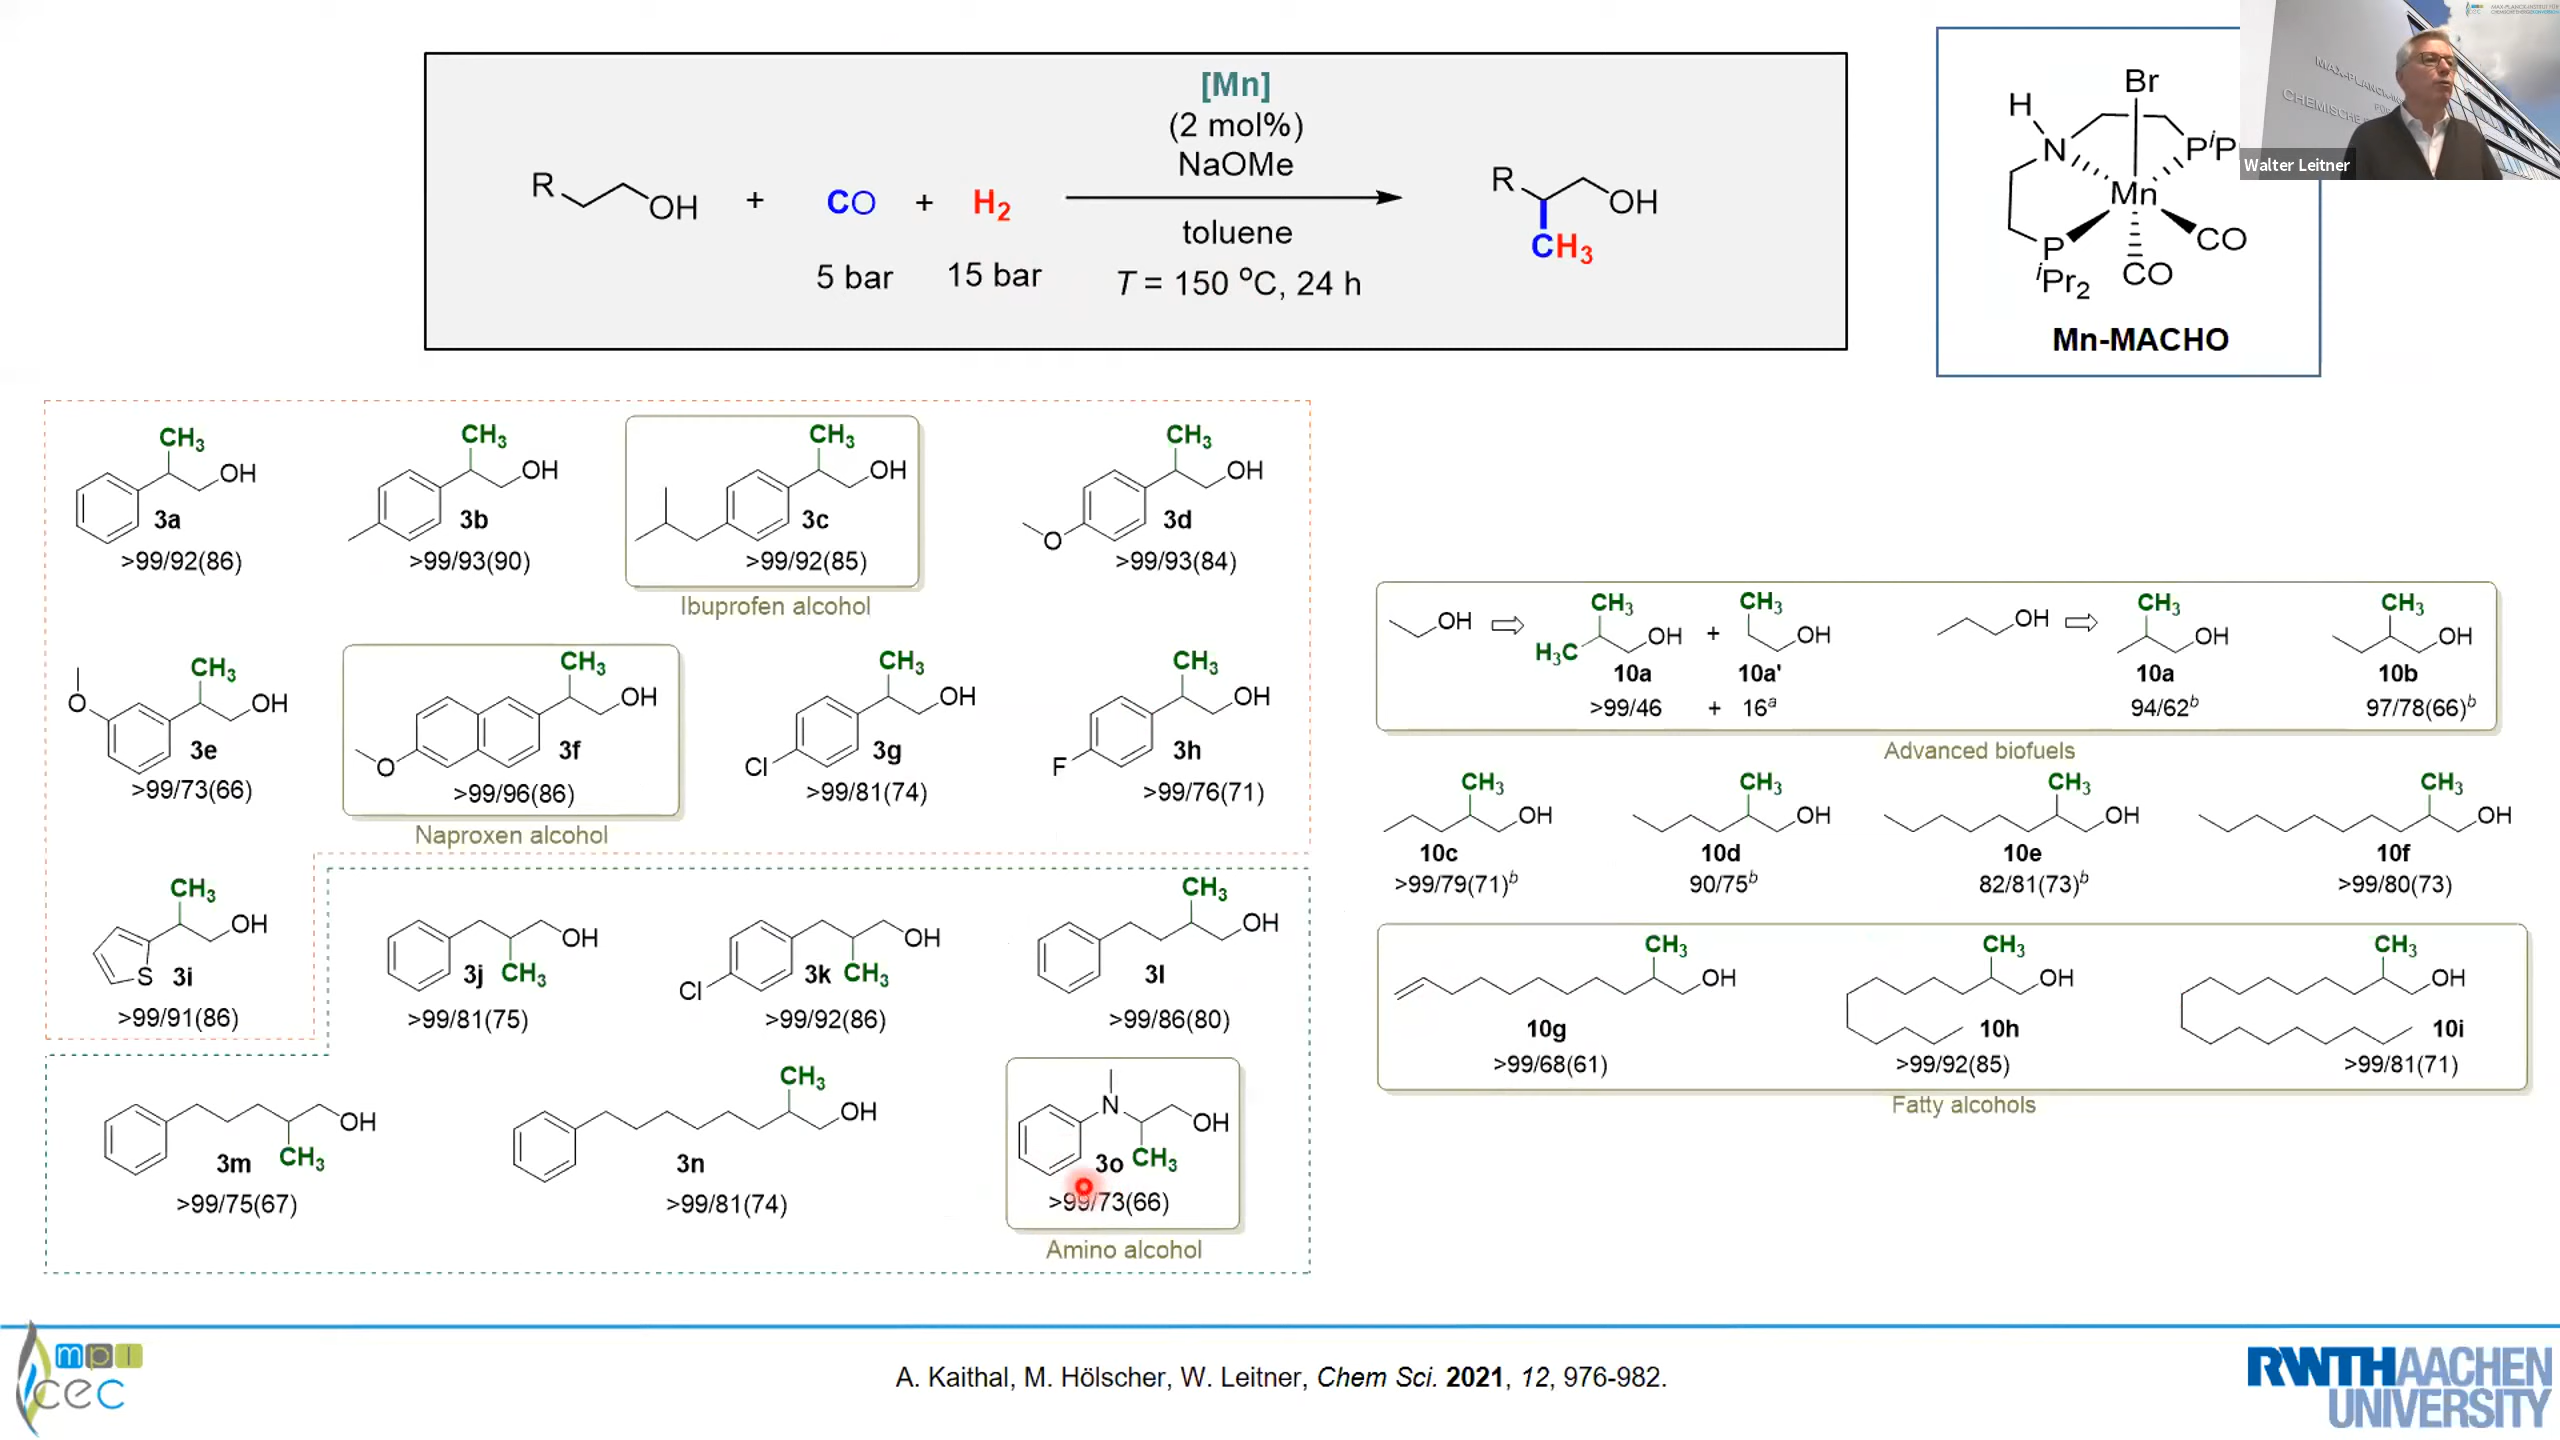 [Mn]
(2 mol%)
NaOMe
R OH + CO + H2
R OH
CH3
toluene
5 bar 15 bar T = 150 °C, 24 h
Br
H
N
PiP
Mn
P
iPr2
CO
CO
Mn-MACHO
Walter Leitner
CH3 OH 3a
>99/92(86)
CH3 OH 3b
>99/93(90)
CH3 OH 3c
>99/92(85)
Ibuprofen alcohol
CH3 OH O 3d
>99/93(84)
O CH3 OH 3e
>99/73(66)
O CH3 OH 3f
>99/96(86)
Naproxen alcohol
Cl CH3 OH 3g
>99/81(74)
F CH3 OH 3h
>99/76(71)
S CH3 OH 3i
>99/91(86)
OH 3j CH3
>99/81(75)
Cl OH 3k CH3
>99/92(86)
CH3 OH 3l
>99/86(80)
OH 3m CH3
>99/75(67)
CH3 OH 3n
>99/81(74)
N OH 3o CH3
>99/73(66)
Amino alcohol
OH CH3 H3C OH + CH3 OH
10a 10a'
>99/46 + 16a
OH CH3 OH
10a
94/62b
CH3 OH
10b
97/78(66)b
Advanced biofuels
CH3 OH
10c
>99/79(71)b
CH3 OH
10d
90/75b
CH3 OH
10e
82/81(73)b
CH3 OH
10f
>99/80(73)
CH3 OH
10g
>99/68(61)
CH3 OH
10h
>99/92(85)
CH3 OH
10i
>99/81(71)
Fatty alcohols
mpi
cec
A. Kaithal, M. Hölscher, W. Leitner, Chem Sci. 2021, 12, 976-982.
RWTH AACHEN
UNIVERSITY